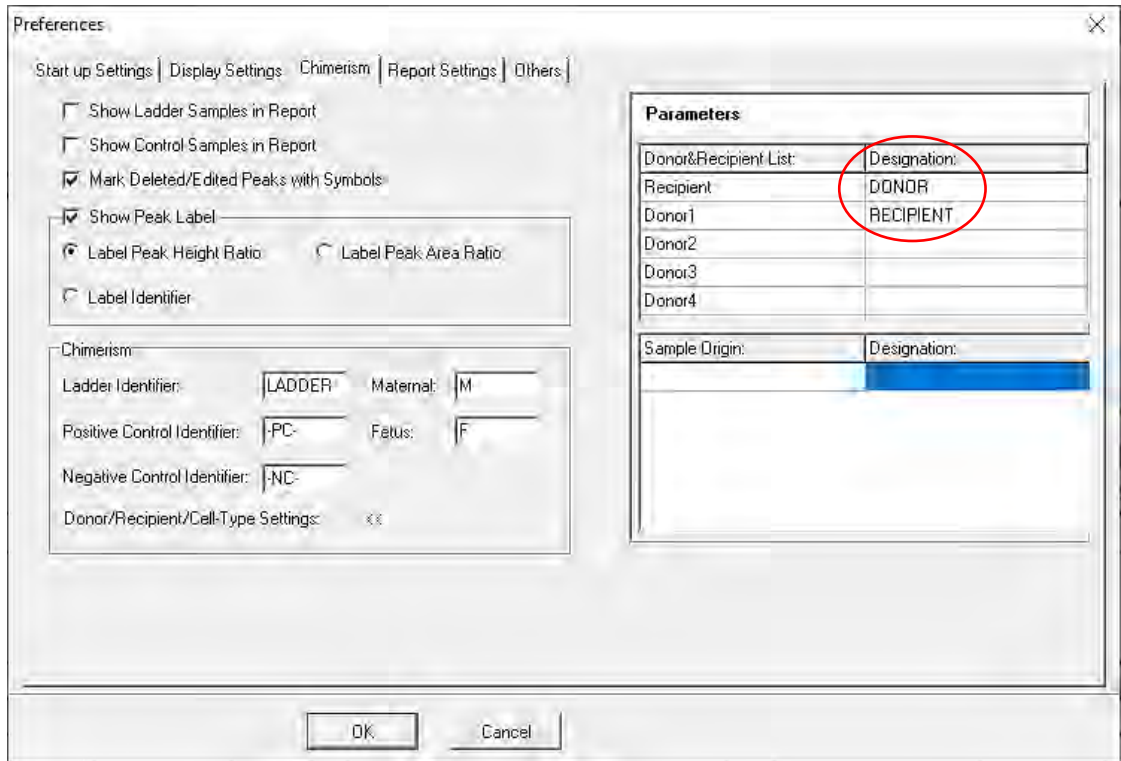 Preferences
Start up Settings Display Settings Chimerism Report Settings Others
Show Ladder Samples in Report
Show Control Samples in Report
Mark Deleted/Edited Peaks with Symbols
Show Peak Label
Label Peak Height Ratio Label Peak Area Ratio
Label Identifier
Chimerism
Ladder Identifier: LADDER Maternal: M
Positive Control Identifier: -PC- Fetus: F
Negative Control Identifier: -NC-
Donor/Recipient/Cell-Type Settings: <<
Parameters
Donor&Recipient List: Designation:
Recipient DONOR
Donor1 RECIPIENT
Donor2
Donor3
Donor4
Sample Origin: Designation:
OK Cancel